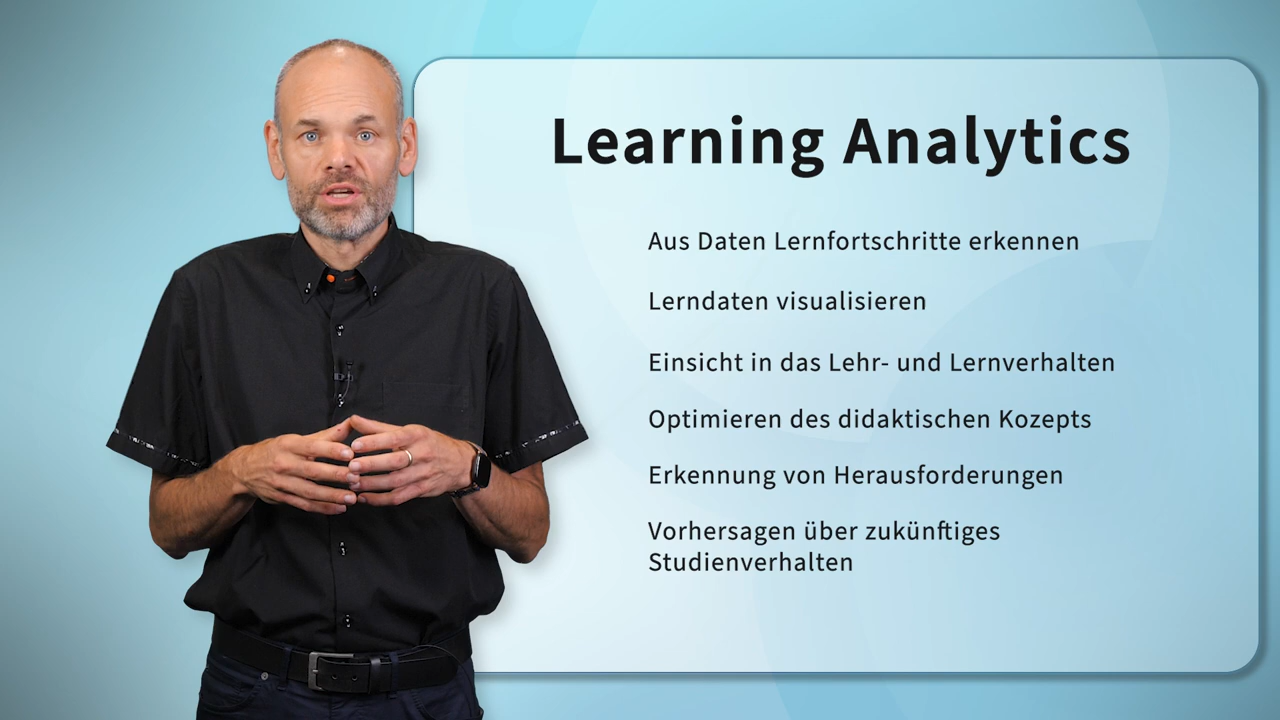 Learning Analytics
Aus Daten Lernfortschritte erkennen
Lerndaten visualisieren
Einsicht in das Lehr- und Lernverhalten
Optimieren des didaktischen Kozepts
Erkennung von Herausforderungen
Vorhersagen über zukünftiges
Studienverhalten